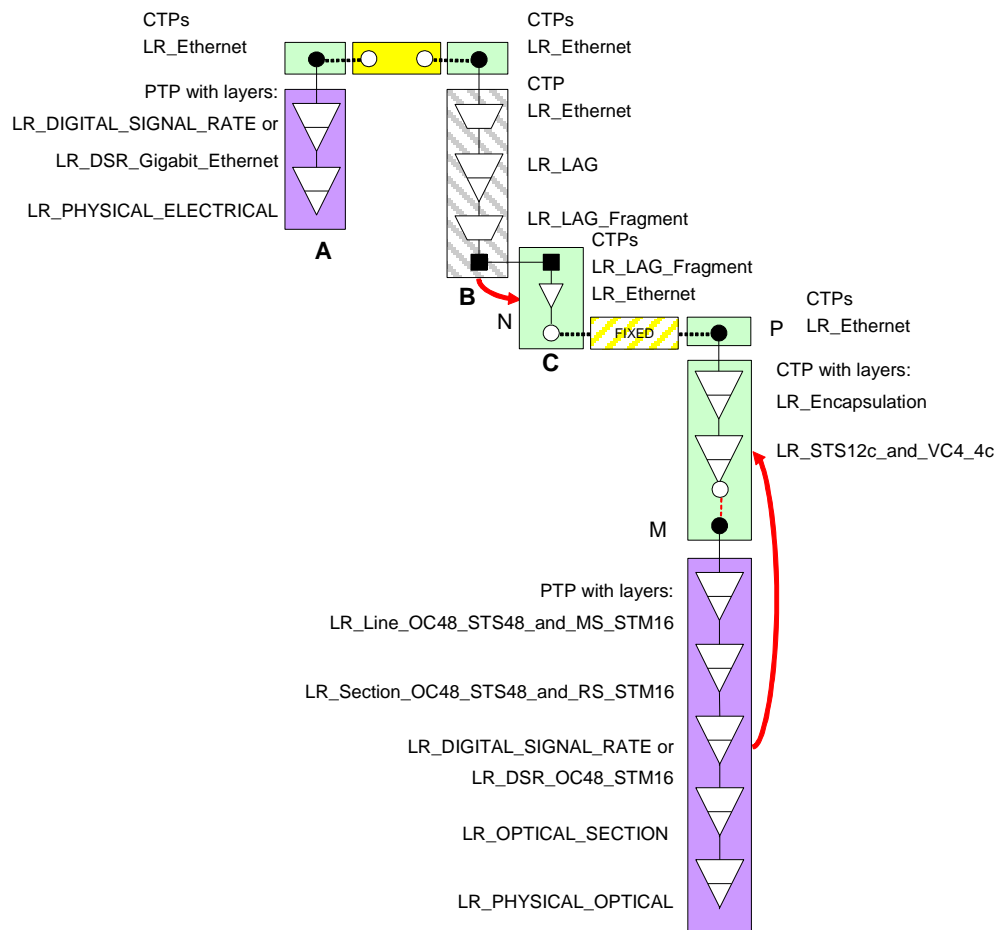 CTPs
LR_Ethernet
CTPs
LR_Ethernet
PTP with layers:
LR_DIGITAL_SIGNAL_RATE or
LR_DSR_Gigabit_Ethernet
LR_PHYSICAL_ELECTRICAL
A
CTP
LR_Ethernet
LR_LAG
LR_LAG_Fragment
B
CTPs
LR_LAG_Fragment
LR_Ethernet
N
C
FIXED
P
CTPs
LR_Ethernet
CTP with layers:
LR_Encapsulation
LR_STS12c_and_VC4_4c
M
PTP with layers:
LR_Line_OC48_STS48_and_MS_STM16
LR_Section_OC48_STS48_and_RS_STM16
LR_DIGITAL_SIGNAL_RATE or
LR_DSR_OC48_STM16
LR_OPTICAL_SECTION
LR_PHYSICAL_OPTICAL